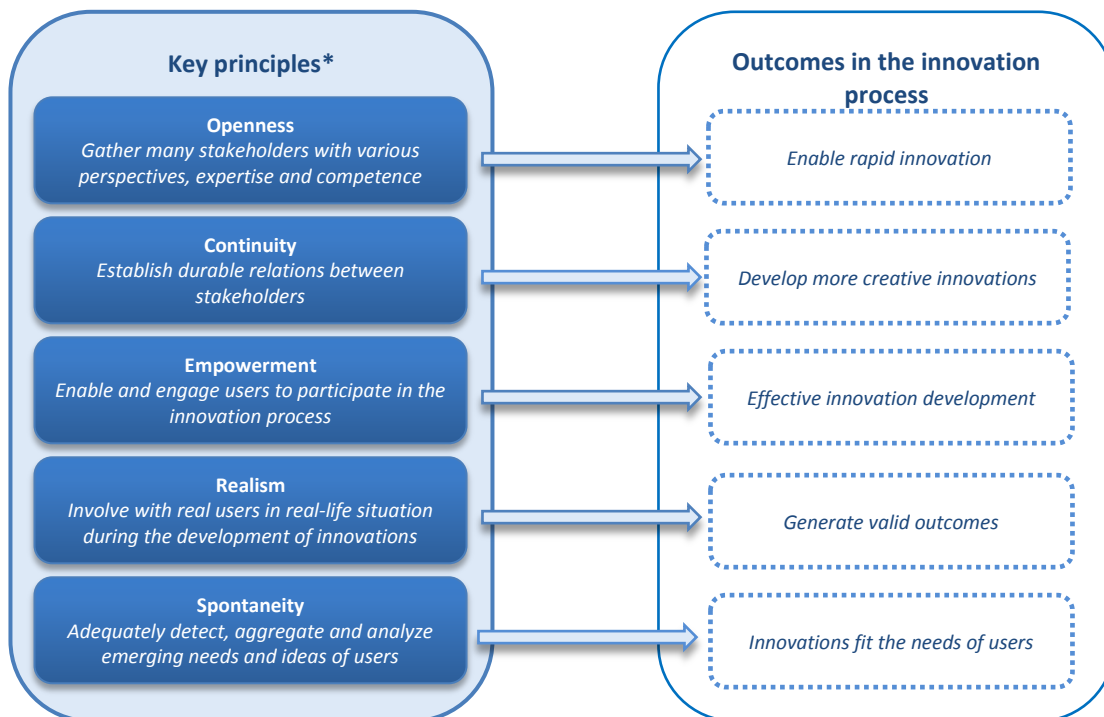 Key principles*
Openness
Gather many stakeholders with various
perspectives, expertise and competence
Continuity
Establish durable relations between
stakeholders
Empowerment
Enable and engage users to participate in the
innovation process
Realism
Involve with real users in real-life situation
during the development of innovations
Spontaneity
Adequately detect, aggregate and analyze
emerging needs and ideas of users
Outcomes in the innovation
process
Enable rapid innovation
Develop more creative innovations
Effective innovation development
Generate valid outcomes
Innovations fit the needs of users